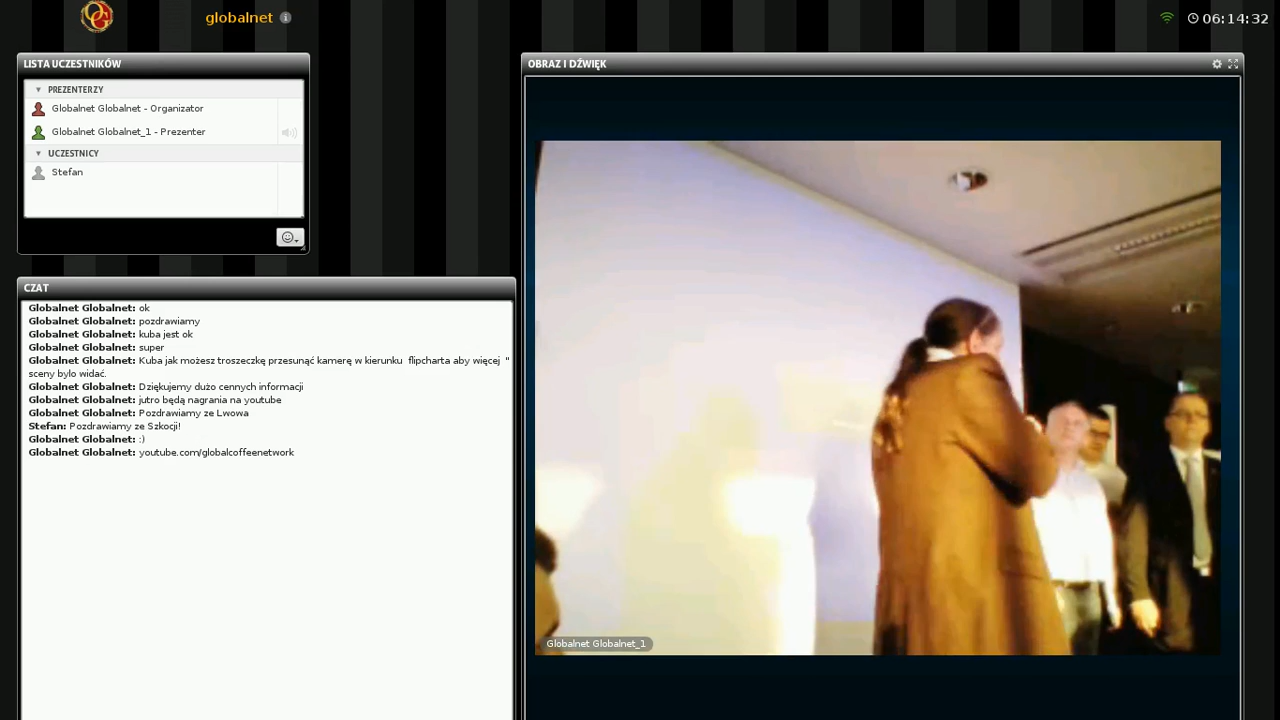 OG
globalnet
06:14:32
LISTA UCZESTNIKÓW
PREZENTERZY
Globalnet Globalnet - Organizator
Globalnet Globalnet_1 - Prezenter
UCZESTNICY
Stefan
CZAT
Globalnet Globalnet: ok
Globalnet Globalnet: pozdrawiamy
Globalnet Globalnet: kuba jest ok
Globalnet Globalnet: super
Globalnet Globalnet: Kuba jak możesz troszeczkę przesunąć kamerę w kierunku flipcharta aby więcej "
sceny bylo widać.
Globalnet Globalnet: Dziękujemy dużo cennych informacji
Globalnet Globalnet: jutro będą nagrania na youtube
Globalnet Globalnet: Pozdrawiamy ze Lwowa
Stefan: Pozdrawiamy ze Szkocji!
Globalnet Globalnet: :)
Globalnet Globalnet: youtube.com/globalcoffeenetwork
OBRAZ I DŹWIĘK
Globalnet Globalnet_1